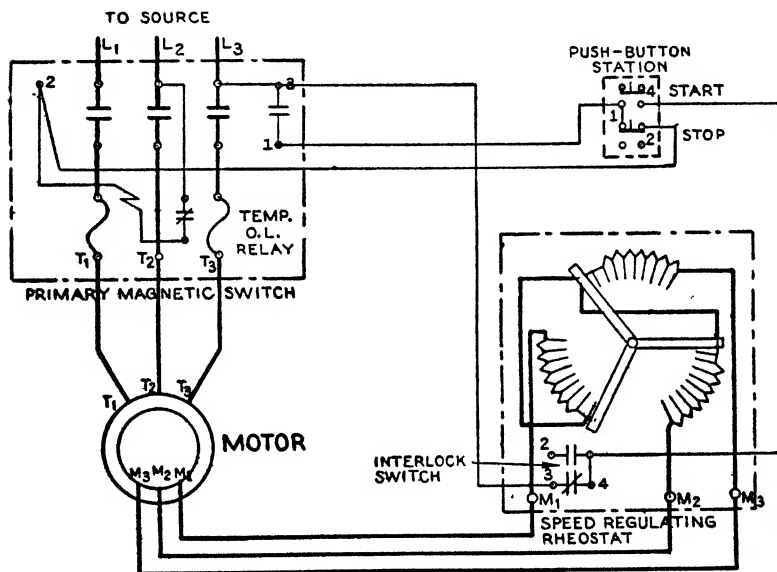 TO SOURCE
L1 L2 L3
2
3
1
TEMP.
O.L.
RELAY
T1 T2 T3
PRIMARY MAGNETIC SWITCH
PUSH-BUTTON
STATION
4 START
1
STOP
2
T1 T2 T3
MOTOR
M3 M2 M1
INTERLOCK
SWITCH
2
3 4
M1 M2 M3
SPEED REGULATING
RHEOSTAT